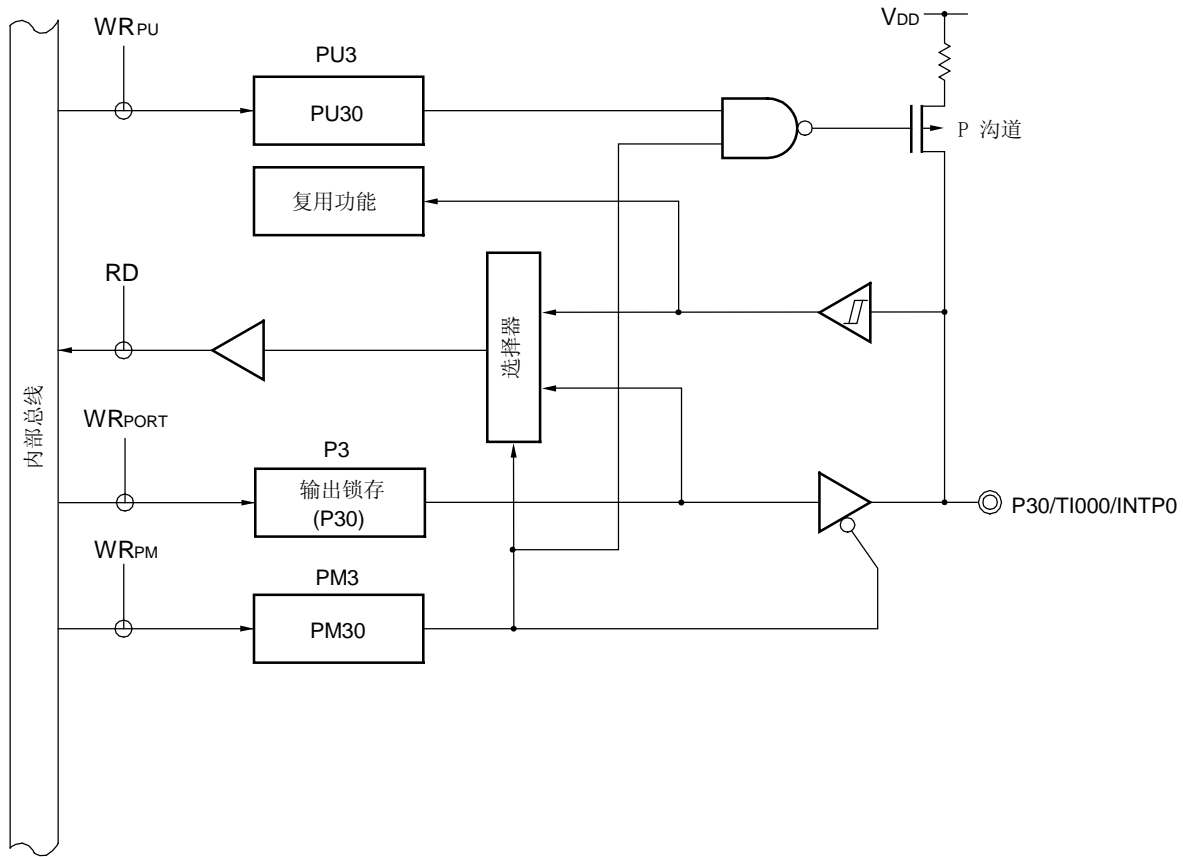 WRPU
VDD
PU3
PU30
P 沟道
复用功能
RD
选择器
内部总线
WRPORT
P3
输出锁存
(P30)
P30/TI000/INTP0
WRPM
PM3
PM30